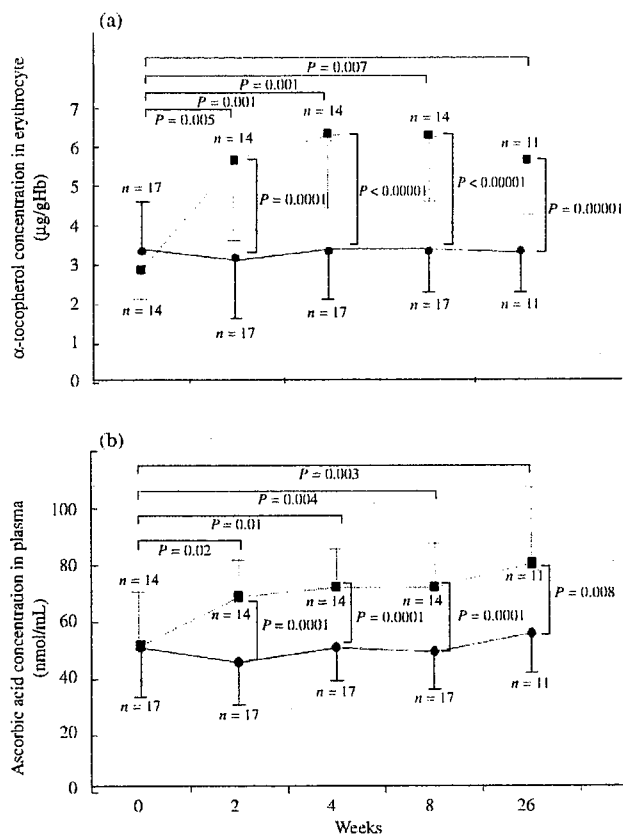 (a)
α-tocopherol concentration in erythrocyte
(μg/gHb)
P = 0.007
P = 0.001
P = 0.001
P = 0.005
n = 14
n = 14
n = 14
n = 11
n = 17
P = 0.0001
P < 0.00001
P < 0.00001
P = 0.00001
n = 14
n = 17
n = 17
n = 17
n = 11
7
6
5
4
3
2
1
0
(b)
Ascorbic acid concentration in plasma
(nmol/mL)
P = 0.003
P = 0.004
P = 0.01
P = 0.02
n = 14
n = 14
n = 14
n = 14
n = 11
P = 0.0001
P = 0.0001
P = 0.0001
P = 0.008
n = 17
n = 17
n = 17
n = 17
n = 11
100
80
60
40
20
0
0 2 4 8 26
Weeks